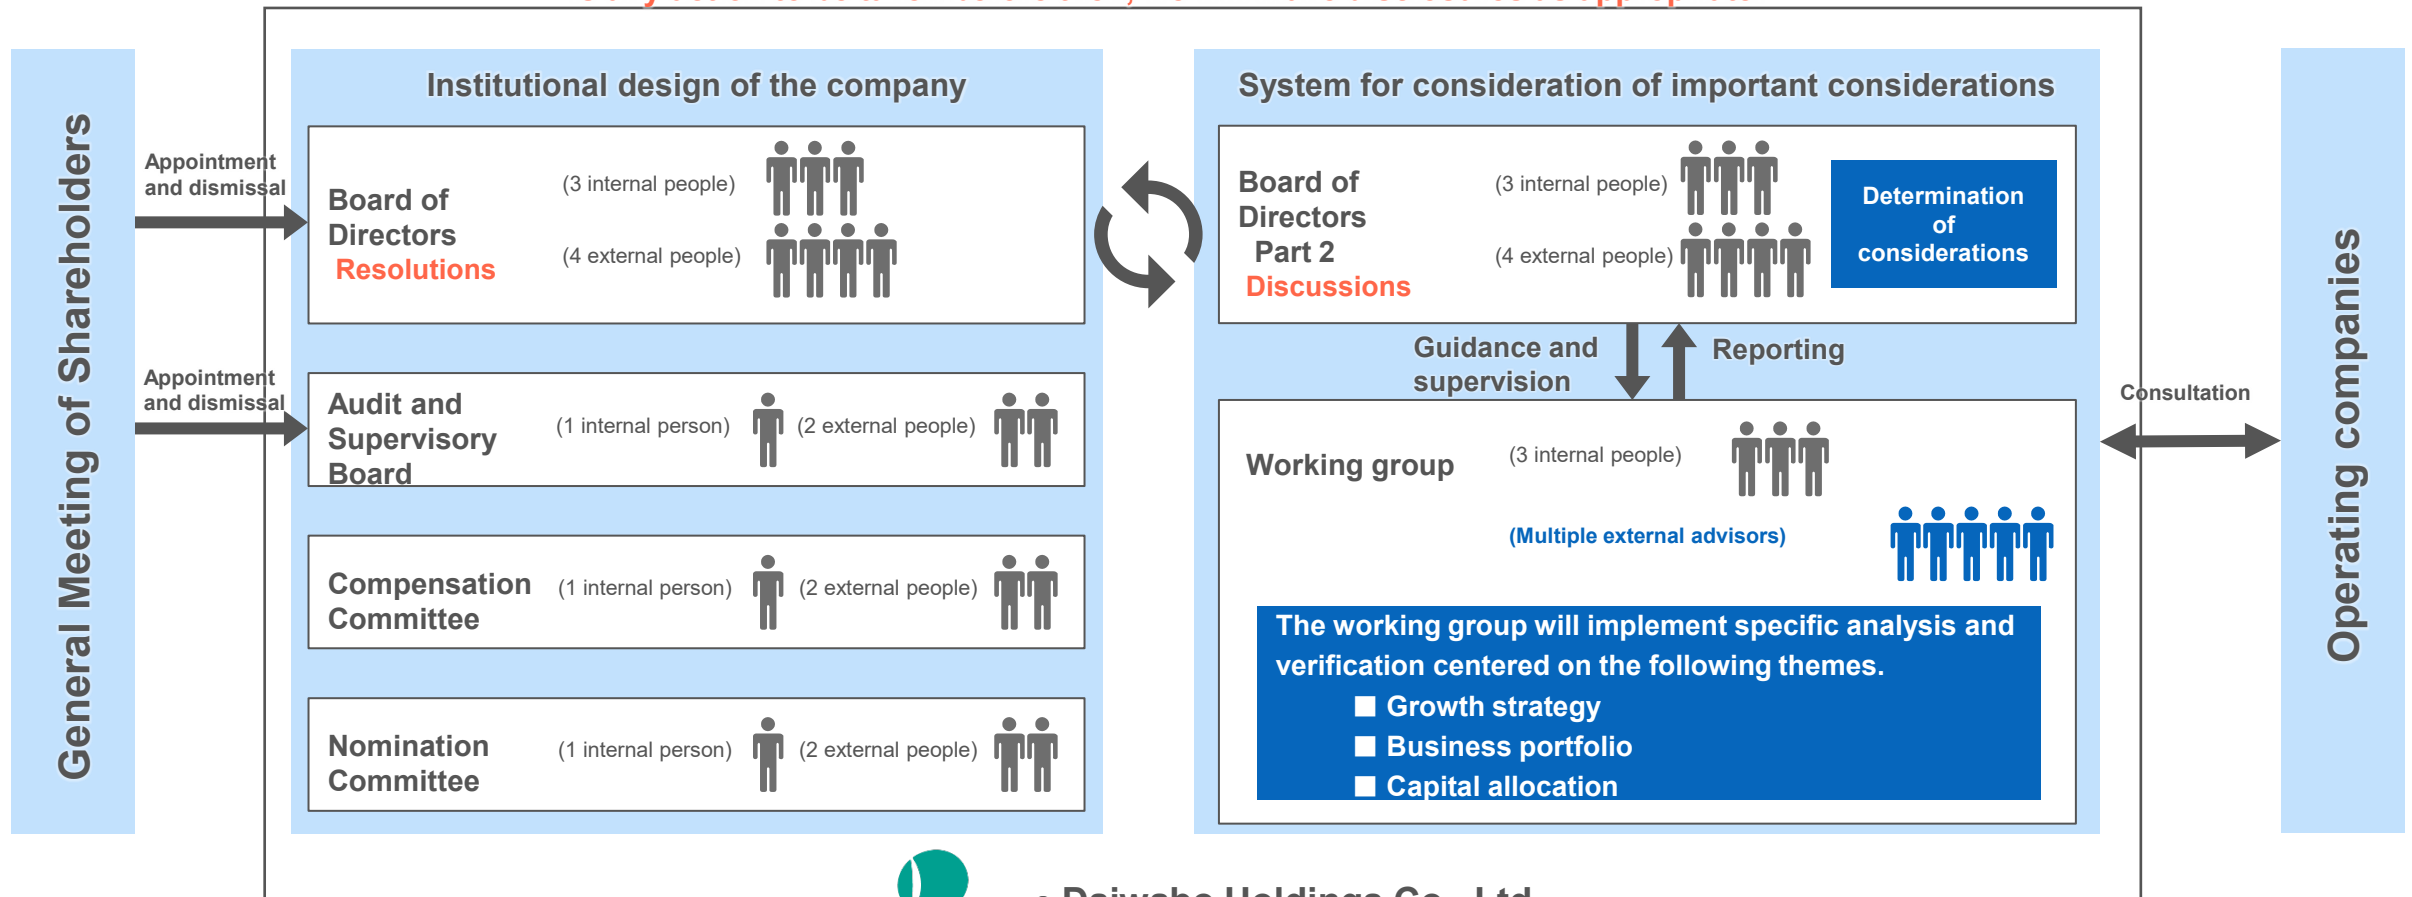 General Meeting of Shareholders
Appointment
and dismissal
Appointment
and dismissal
Institutional design of the company
Board of
Directors
Resolutions
(3 internal people)
(4 external people)
Audit and
Supervisory
Board
(1 internal person)
(2 external people)
Compensation
Committee
(1 internal person)
(2 external people)
Nomination
Committee
(1 internal person)
(2 external people)
System for consideration of important considerations
Board of
Directors
Part 2
Discussions
(3 internal people)
(4 external people)
Determination
of
considerations
Guidance and
supervision
Reporting
Working group
(3 internal people)
(Multiple external advisors)
The working group will implement specific analysis and
verification centered on the following themes.
■ Growth strategy
■ Business portfolio
■ Capital allocation
Consultation
Operating companies
Daiwabo Holdings Co., Ltd.